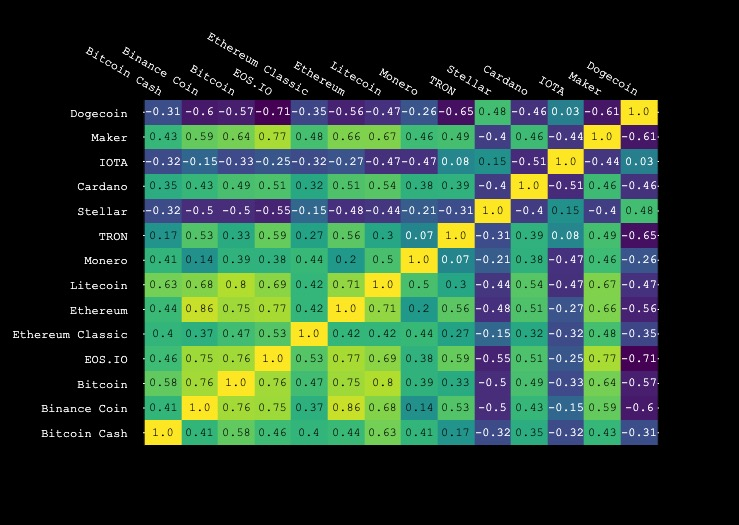 Bitcoin Cash
Binance Coin
Bitcoin
EOS.IO
Ethereum Classic
Ethereum
Litecoin
Monero
TRON
Stellar
Cardano
IOTA
Maker
Dogecoin
Dogecoin -0.31 -0.6 -0.57 -0.71 -0.35 -0.56 -0.47 -0.26 -0.65 0.48 -0.46 0.03 -0.61 1.0
Maker 0.43 0.59 0.64 0.77 0.48 0.66 0.67 0.46 0.49 -0.4 0.46 -0.44 1.0 -0.61
IOTA -0.32 -0.15 -0.33 -0.25 -0.32 -0.27 -0.47 -0.47 0.08 0.15 -0.51 1.0 -0.44 0.03
Cardano 0.35 0.43 0.49 0.51 0.32 0.51 0.54 0.38 0.39 -0.4 1.0 -0.51 0.46 -0.46
Stellar -0.32 -0.5 -0.5 -0.55 -0.15 -0.48 -0.44 -0.21 -0.31 1.0 -0.4 0.15 -0.4 0.48
TRON 0.17 0.53 0.33 0.59 0.27 0.56 0.3 0.07 1.0 -0.31 0.39 0.08 0.49 -0.65
Monero 0.41 0.14 0.39 0.38 0.44 0.2 0.5 1.0 0.07 -0.21 0.38 -0.47 0.46 -0.26
Litecoin 0.63 0.68 0.8 0.69 0.42 0.71 1.0 0.5 0.3 -0.44 0.54 -0.47 0.67 -0.47
Ethereum 0.44 0.86 0.75 0.77 0.42 1.0 0.71 0.2 0.56 -0.48 0.51 -0.27 0.66 -0.56
Ethereum Classic 0.4 0.37 0.47 0.53 1.0 0.42 0.42 0.44 0.27 -0.15 0.32 -0.32 0.48 -0.35
EOS.IO 0.46 0.75 0.76 1.0 0.53 0.77 0.69 0.38 0.59 -0.55 0.51 -0.25 0.77 -0.71
Bitcoin 0.58 0.76 1.0 0.76 0.47 0.75 0.8 0.39 0.33 -0.5 0.49 -0.33 0.64 -0.57
Binance Coin 0.41 1.0 0.76 0.75 0.37 0.86 0.68 0.14 0.53 -0.5 0.43 -0.15 0.59 -0.6
Bitcoin Cash 1.0 0.41 0.58 0.46 0.4 0.44 0.63 0.41 0.17 -0.32 0.35 -0.32 0.43 -0.31